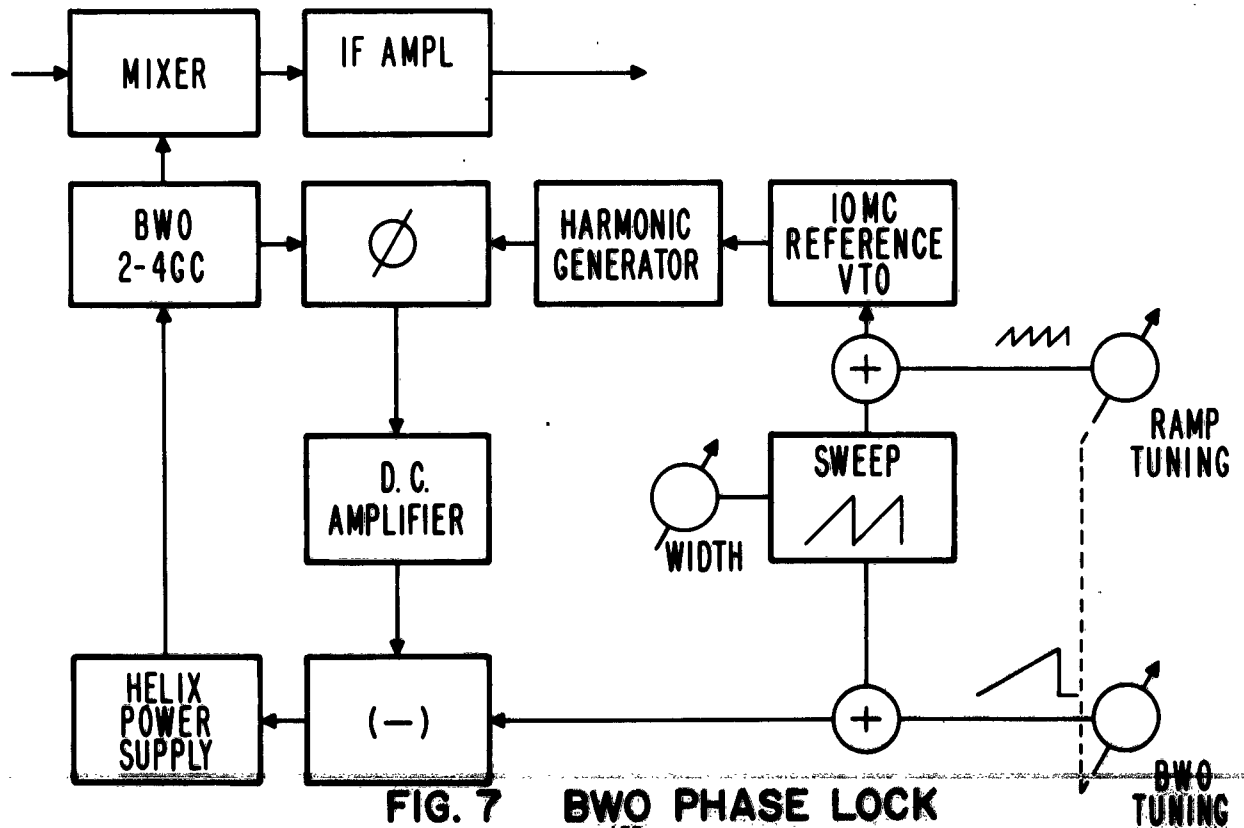 MIXER
IF AMPL
BWO
2-4GC
Ø
HARMONIC
GENERATOR
10MC
REFERENCE
VTO
+
RAMP
TUNING
D. C.
AMPLIFIER
SWEEP
WIDTH
HELIX
POWER
SUPPLY
(−)
+
BWO
TUNING
FIG. 7 BWO PHASE LOCK